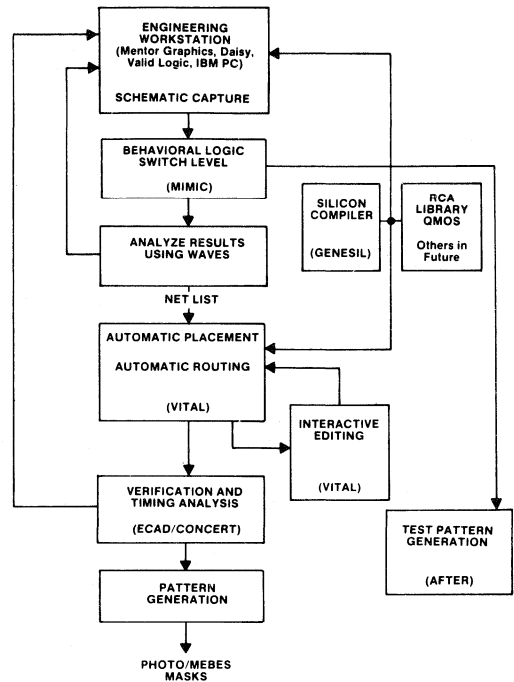 ENGINEERING
WORKSTATION
(Mentor Graphics, Daisy,
Valid Logic, IBM PC)
SCHEMATIC CAPTURE
BEHAVIORAL LOGIC
SWITCH LEVEL
(MIMIC)
SILICON
COMPILER
(GENESIL)
RCA
LIBRARY
QMOS
Others in
Future
ANALYZE RESULTS
USING WAVES
NET LIST
AUTOMATIC PLACEMENT
AUTOMATIC ROUTING
(VITAL)
INTERACTIVE
EDITING
(VITAL)
VERIFICATION AND
TIMING ANALYSIS
(ECAD/CONCERT)
TEST PATTERN
GENERATION
(AFTER)
PATTERN
GENERATION
PHOTO/MEBES
MASKS